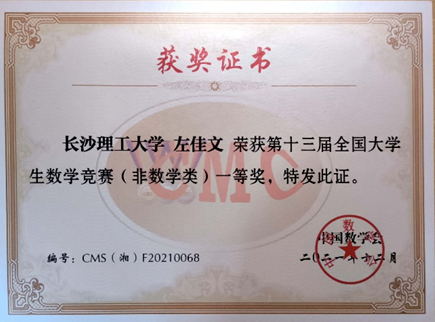 获奖证书
长沙理工大学 左佳文 荣获第十三届全国大学
生数学竞赛（非数学类）一等奖，特发此证。
CMC
中国数学会
编号：CMS（湘）F20210068
二〇二一年十二月